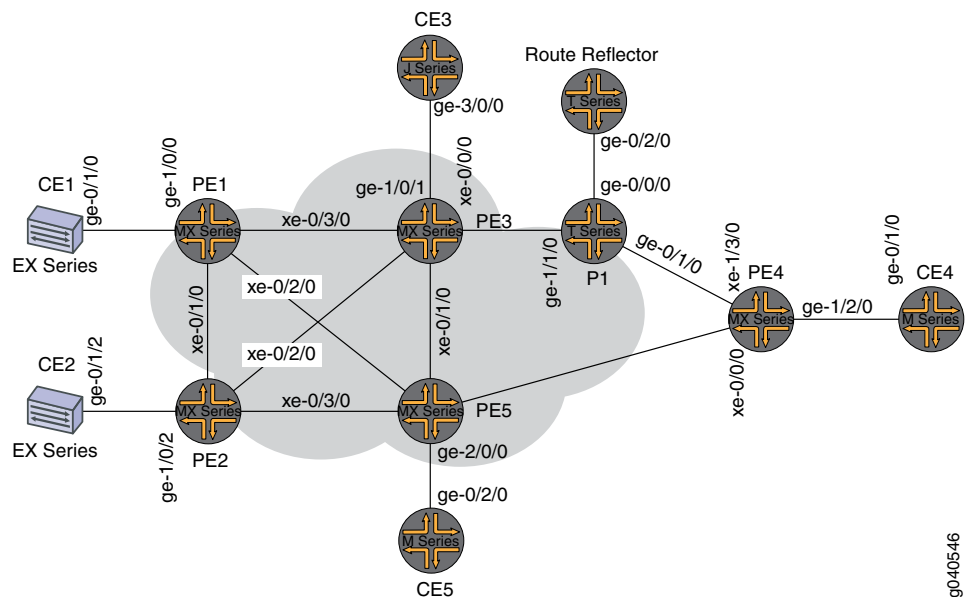 CE3
J Series
ge-3/0/0
Route Reflector
T Series
ge-0/2/0
ge-0/0/0
CE1
ge-0/1/0
EX Series
ge-1/0/0
PE1
MX Series
xe-0/3/0
ge-1/0/1
xe-0/0/0
MX Series
PE3
ge-1/1/0
T Series
P1
ge-0/1/0
xe-1/3/0
PE4
MX Series
xe-0/0/0
ge-1/2/0
ge-0/1/0
CE4
M Series
xe-0/2/0
xe-0/1/0
xe-0/2/0
xe-0/1/0
CE2
ge-0/1/2
EX Series
ge-1/0/2
MX Series
PE2
xe-0/3/0
MX Series
PE5
ge-2/0/0
ge-0/2/0
M Series
CE5
g040546